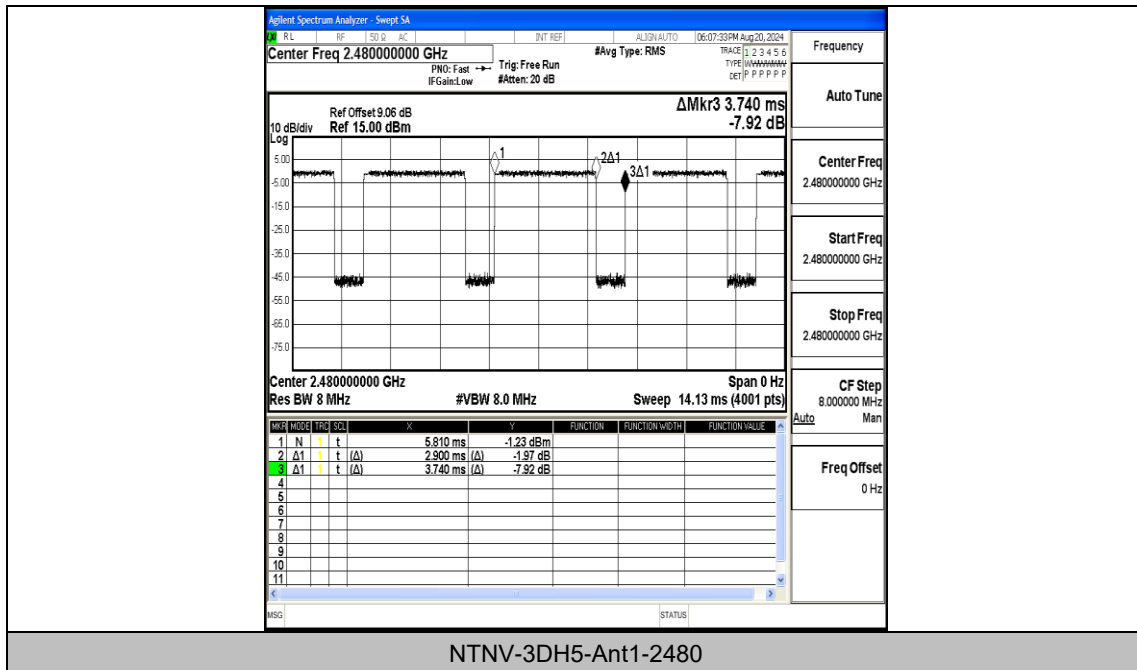 Agilent Spectrum Analyzer - Swept SA
RL RF 50 Ω AC INT REF ALIGN AUTO 06:07:33 PM Aug 20, 2024
Center Freq 2.480000000 GHz
PNO: Fast
IFGain:Low
Trig: Free Run
#Atten: 20 dB
#Avg Type: RMS
TRACE 1 2 3 4 5 6
TYPE
DET P P P P P P
Ref Offset 9.06 dB
10 dB/div Ref 15.00 dBm
Log
ΔMkr3 3.740 ms
-7.92 dB
5.00
-5.00
-15.0
-25.0
-35.0
-45.0
-55.0
-65.0
-75.0
1
2Δ1
3Δ1
Center 2.480000000 GHz Span 0 Hz
Res BW 8 MHz #VBW 8.0 MHz Sweep 14.13 ms (4001 pts)
MKR MODE TRC SCL X Y FUNCTION FUNCTION WIDTH FUNCTION VALUE
1 N 1 t 5.810 ms -1.23 dBm
2 Δ1 1 t (Δ) 2.900 ms (Δ) -1.97 dB
3 Δ1 1 t (Δ) 3.740 ms (Δ) -7.92 dB
4
5
6
7
8
9
10
11
MSG STATUS
Frequency
Auto Tune
Center Freq
2.480000000 GHz
Start Freq
2.480000000 GHz
Stop Freq
2.480000000 GHz
CF Step
8.000000 MHz
Auto Man
Freq Offset
0 Hz
NTNV-3DH5-Ant1-2480